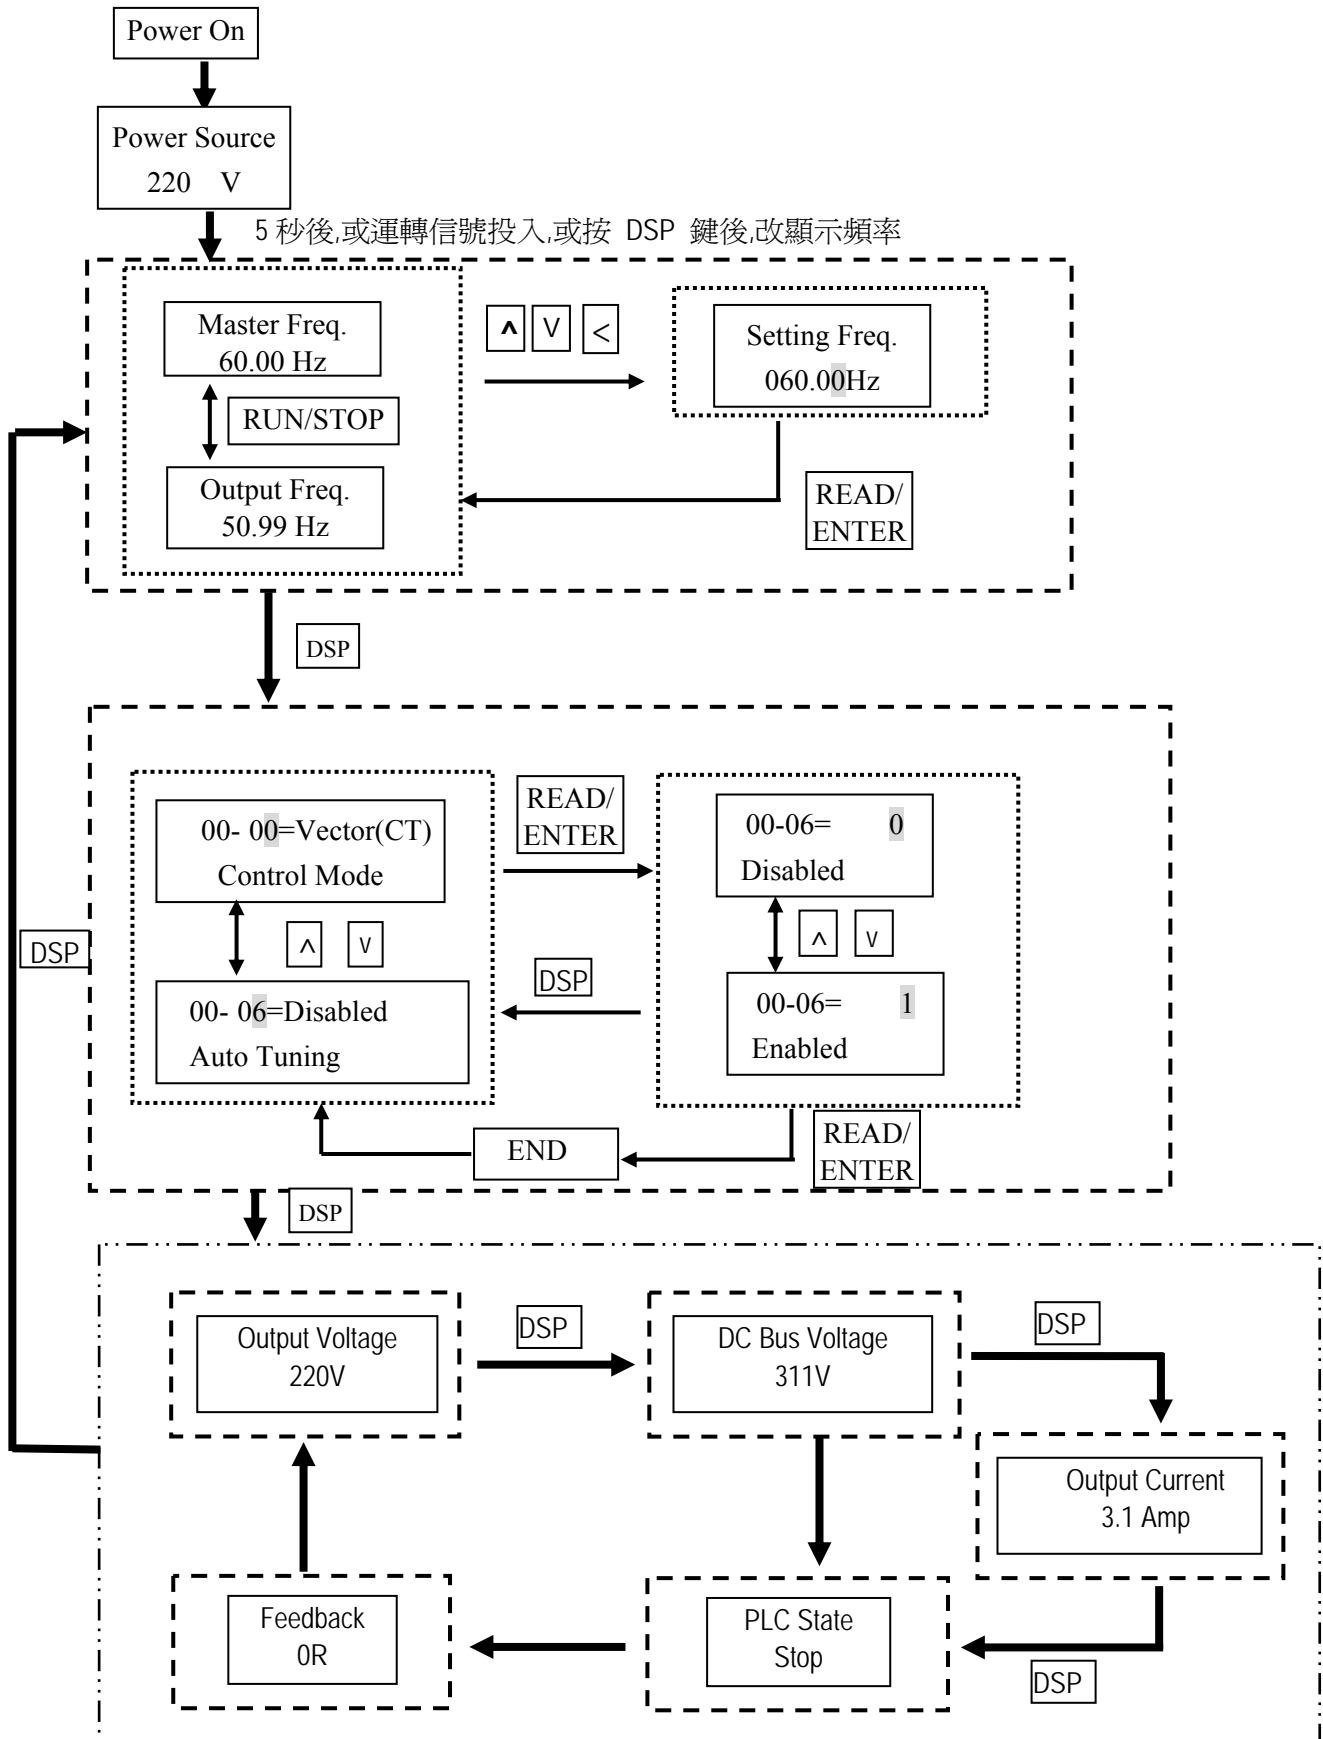 Power On
Power Source
220 V
5 秒後,或運轉信號投入,或按 DSP 鍵後,改顯示頻率
Master Freq.
60.00 Hz
RUN/STOP
Output Freq.
50.99 Hz
∧ V <
Setting Freq.
060.00Hz
READ/
ENTER
DSP
00- 00=Vector(CT)
Control Mode
∧ V
00- 06=Disabled
Auto Tuning
READ/
ENTER
DSP
00-06= 0
Disabled
∧ V
00-06= 1
Enabled
READ/
ENTER
END
DSP
DSP
Output Voltage
220V
DSP
DC Bus Voltage
311V
DSP
Output Current
3.1 Amp
DSP
PLC State
Stop
Feedback
0R